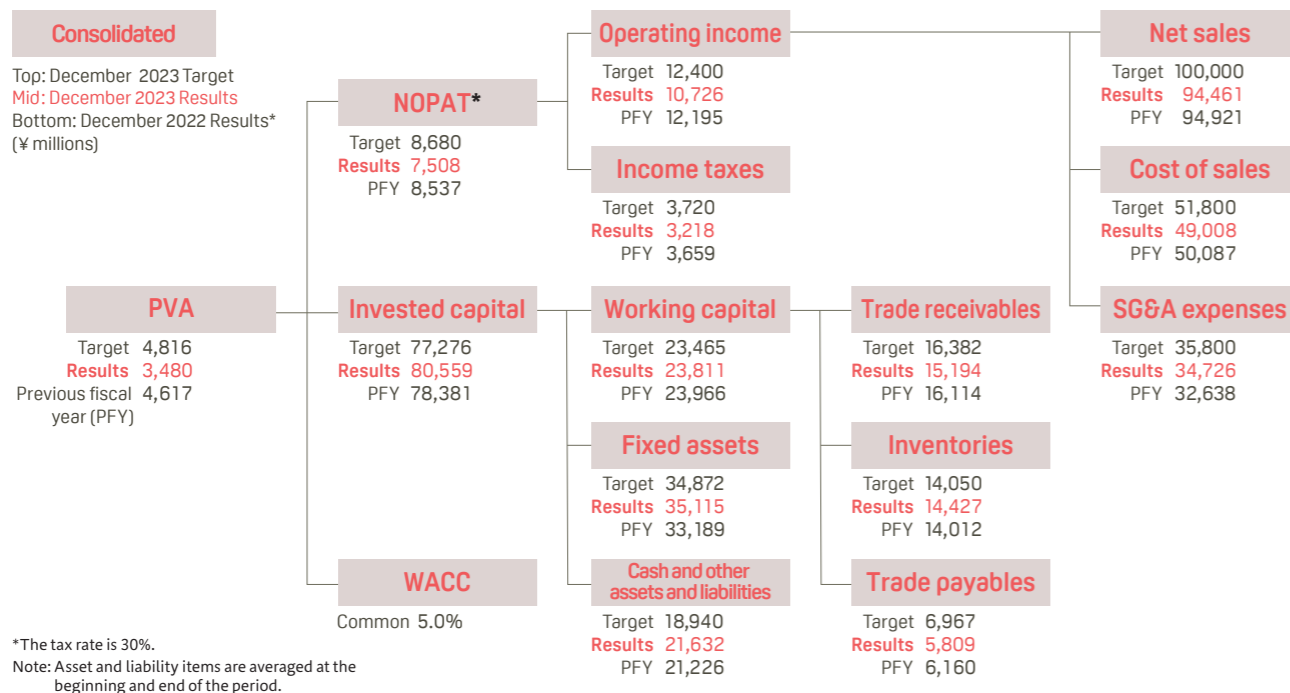 Consolidated
Top: December 2023 Target
Mid: December 2023 Results
Bottom: December 2022 Results*
(¥ millions)
PVA
Target 4,816
Results 3,480
Previous fiscal 4,617
year (PFY)
NOPAT*
Target 8,680
Results 7,508
PFY 8,537
Invested capital
Target 77,276
Results 80,559
PFY 78,381
WACC
Common 5.0%
Operating income
Target 12,400
Results 10,726
PFY 12,195
Income taxes
Target 3,720
Results 3,218
PFY 3,659
Working capital
Target 23,465
Results 23,811
PFY 23,966
Fixed assets
Target 34,872
Results 35,115
PFY 33,189
Cash and other
assets and liabilities
Target 18,940
Results 21,632
PFY 21,226
Trade receivables
Target 16,382
Results 15,194
PFY 16,114
Inventories
Target 14,050
Results 14,427
PFY 14,012
Trade payables
Target 6,967
Results 5,809
PFY 6,160
Net sales
Target 100,000
Results 94,461
PFY 94,921
Cost of sales
Target 51,800
Results 49,008
PFY 50,087
SG&A expenses
Target 35,800
Results 34,726
PFY 32,638
*The tax rate is 30%.
Note: Asset and liability items are averaged at the
beginning and end of the period.